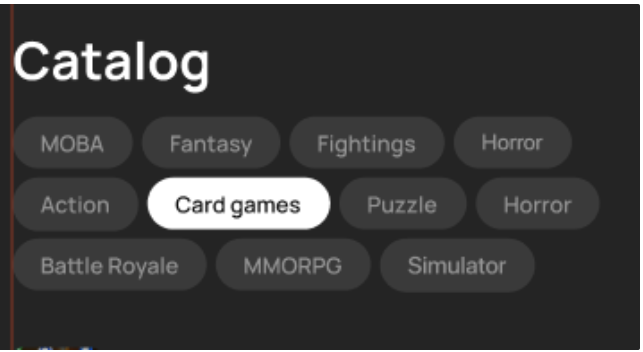 Catalog
MOBA Fantasy Fightings Horror
Action Card games Puzzle Horror
Battle Royale MMORPG Simulator